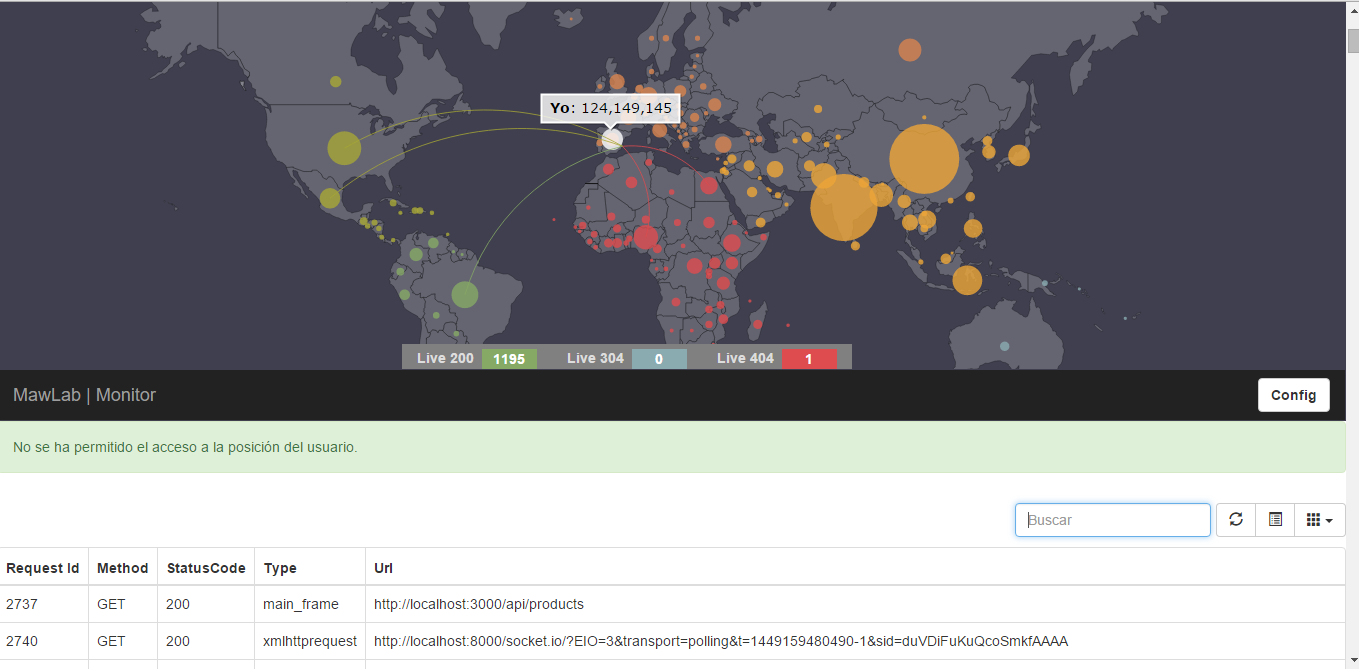 Yo: 124,149,145
Live 200 1195 Live 304 0 Live 404 1
MawLab | Monitor Config
No se ha permitido el acceso a la posición del usuario.
Buscar
Request Id Method StatusCode Type Url
2737 GET 200 main_frame http://localhost:3000/api/products
2740 GET 200 xmlhttprequest http://localhost:8000/socket.io/?EIO=3&transport=polling&t=1449159480490-1&sid=duVDiFuKuQcoSmkfAAAA